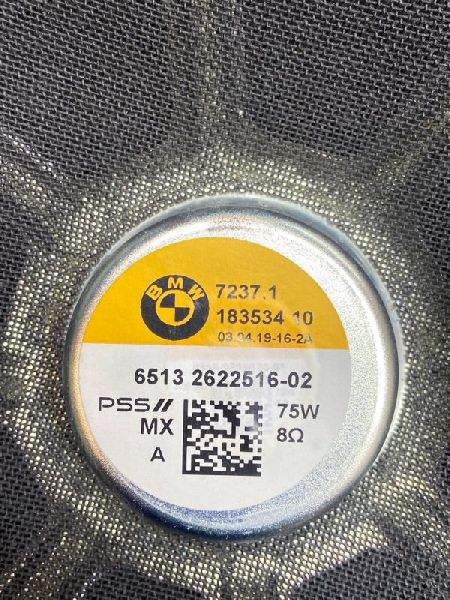 BMW
7237.1
183534 10
03.04.19-16-2A
6513 2622516-02
PSS// 75W
MX 8Ω
A